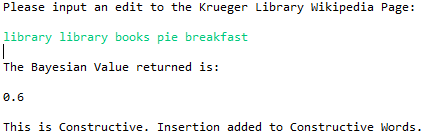 Please input an edit to the Krueger Library Wikipedia Page:
library library books pie breakfast
The Bayesian Value returned is:
0.6
This is Constructive. Insertion added to Constructive Words.